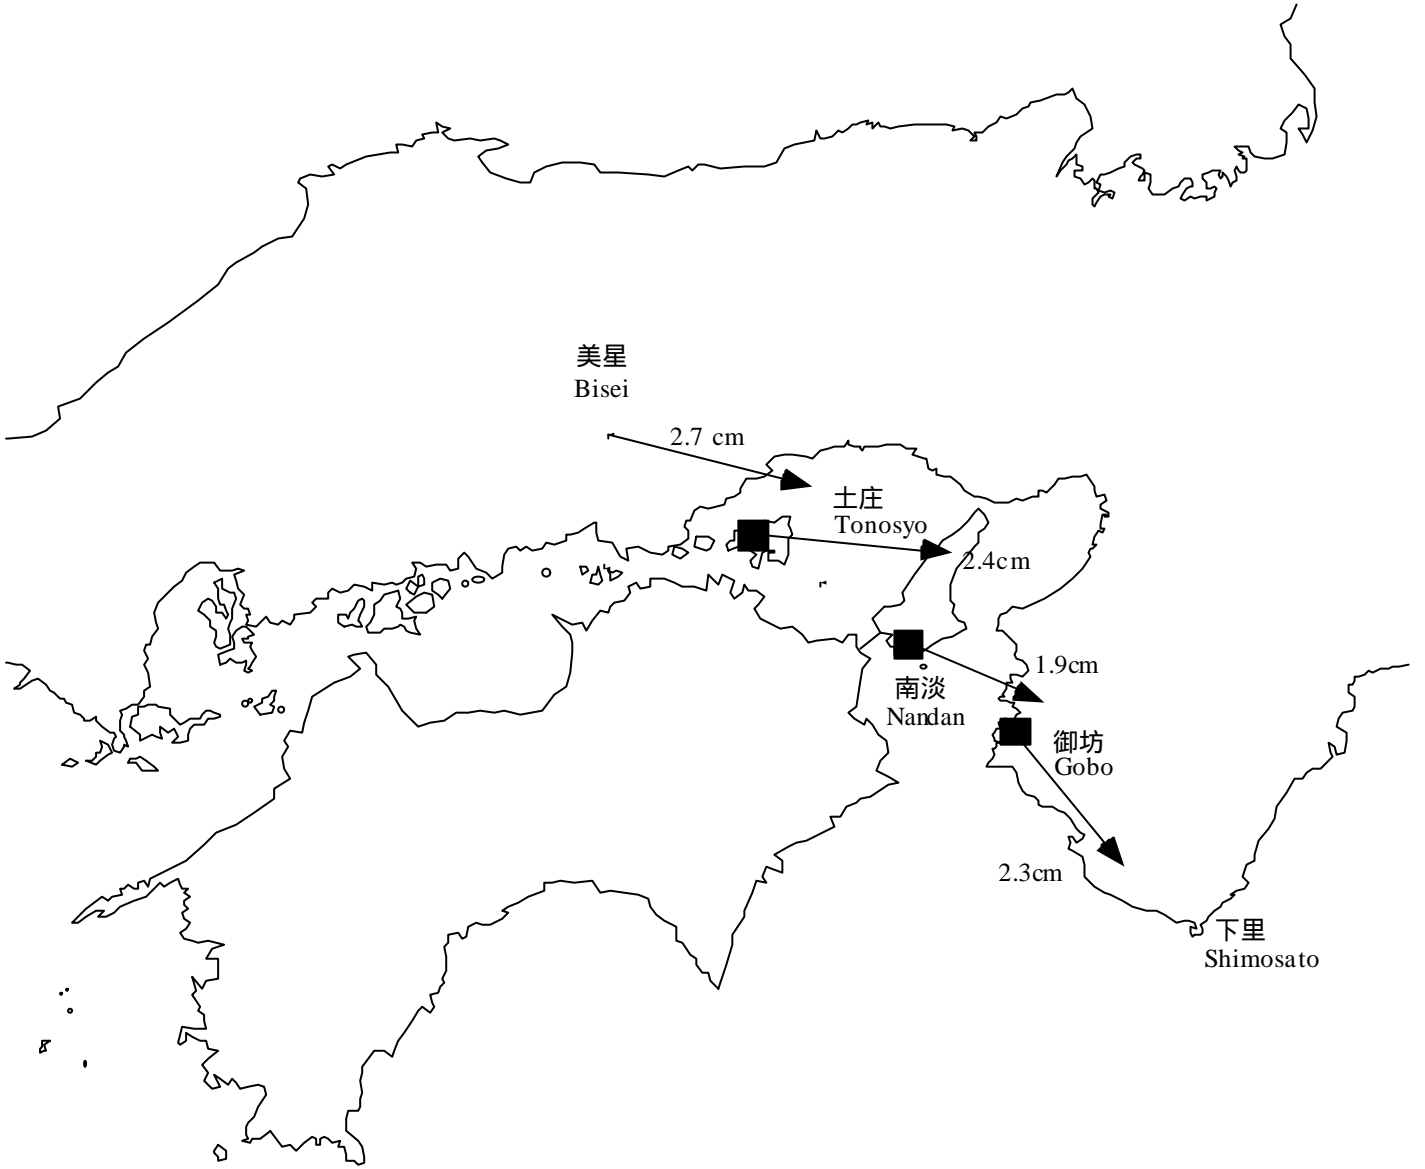 美星
Bisei
2.7 cm
土庄
Tonosyo
2.4cm
1.9cm
南淡
Nandan
御坊
Gobo
2.3cm
下里
Shimosato